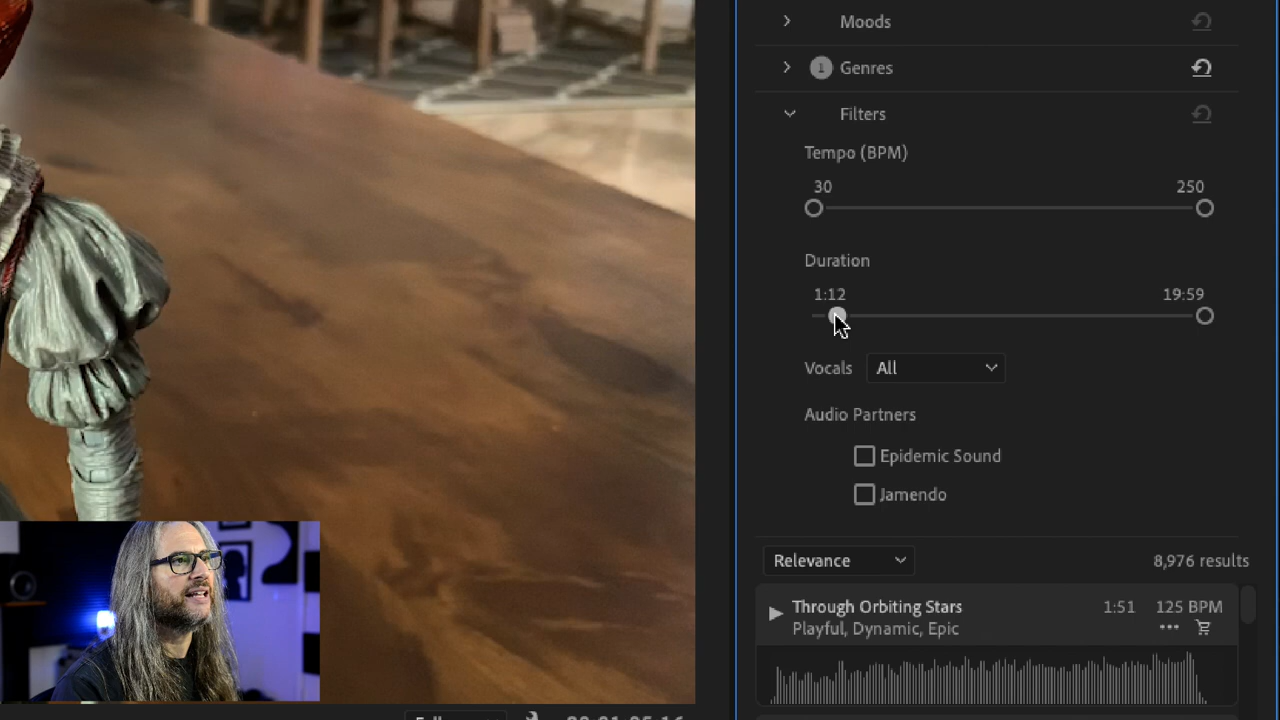 Moods
1 Genres
Filters
Tempo (BPM)
30 250
Duration
1:12 19:59
Vocals All
Audio Partners
Epidemic Sound
Jamendo
Relevance 8,976 results
Through Orbiting Stars 1:51 125 BPM
Playful, Dynamic, Epic •••